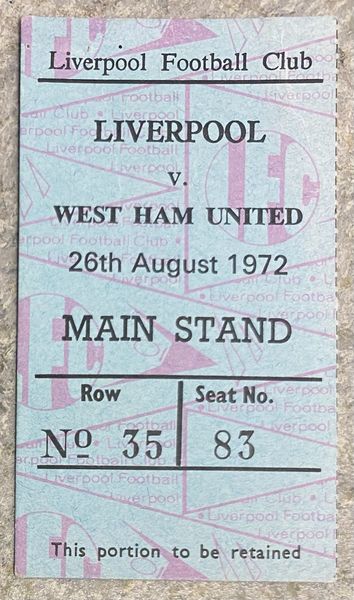 Liverpool Football Club
LIVERPOOL
v.
WEST HAM UNITED
26th August 1972
MAIN STAND
Row Seat No.
Nº 35 83
This portion to be retained